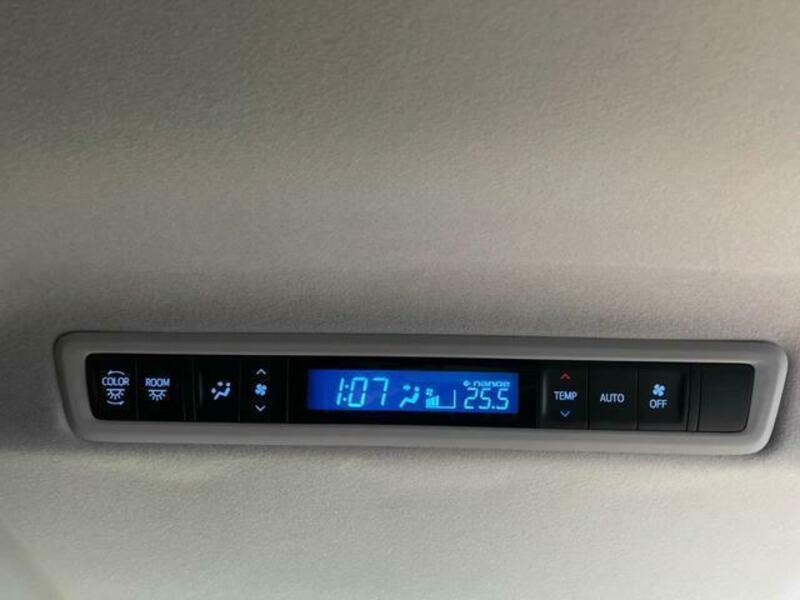 COLOR
ROOM
1:07
nanoe
25.5
TEMP
AUTO
OFF